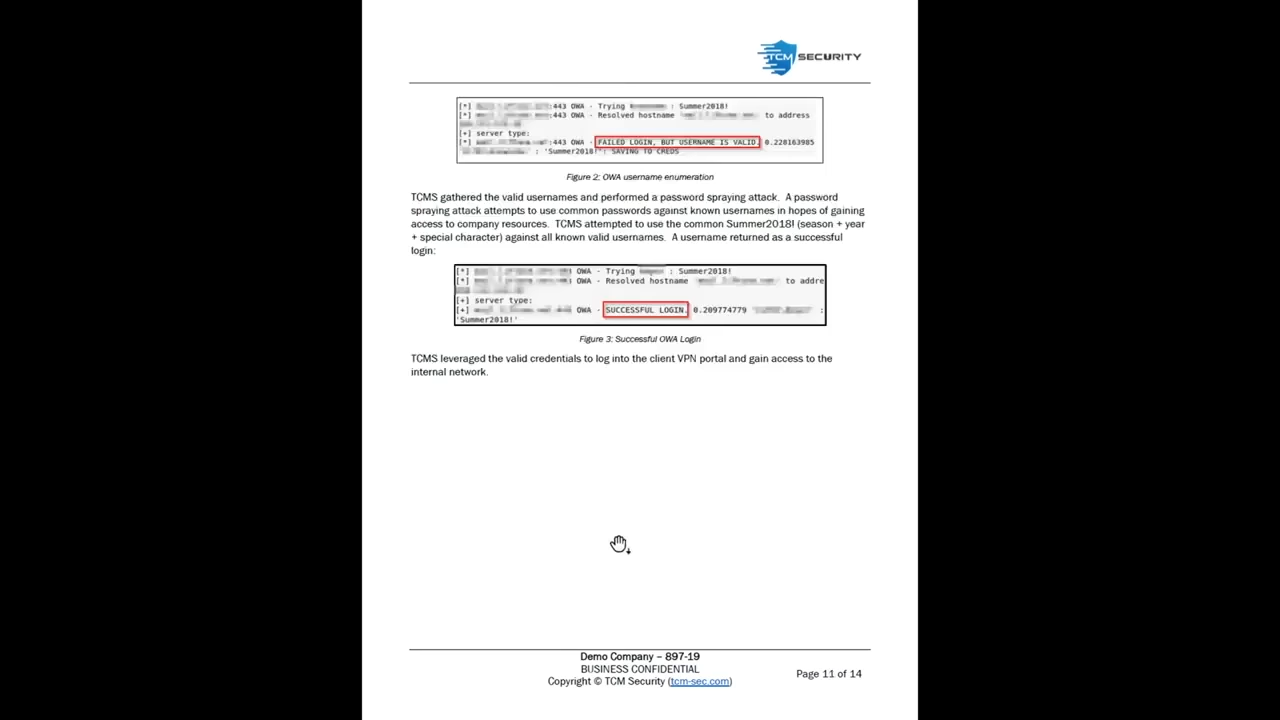 TCM SECURITY
[*] :443 OWA - Trying : Summer2018!
[*] :443 OWA - Resolved hostname to address
[+] server type:
[*] :443 OWA - FAILED LOGIN, BUT USERNAME IS VALID. 0.228163985
: 'Summer2018!': SAVING TO CREDS
Figure 2: OWA username enumeration
TCMS gathered the valid usernames and performed a password spraying attack. A password
spraying attack attempts to use common passwords against known usernames in hopes of gaining
access to company resources. TCMS attempted to use the common Summer2018! (season + year
+ special character) against all known valid usernames. A username returned as a successful
login:
[*] OWA - Trying : Summer2018!
[*] OWA - Resolved hostname to addre
[+] server type:
[+] OWA - SUCCESSFUL LOGIN. 0.209774779 :
'Summer2018!'
Figure 3: Successful OWA Login
TCMS leveraged the valid credentials to log into the client VPN portal and gain access to the
internal network.
Demo Company – 897-19
BUSINESS CONFIDENTIAL
Copyright © TCM Security (tcm-sec.com)
Page 11 of 14